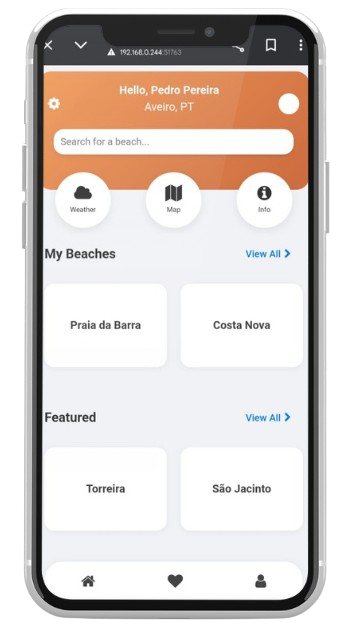 192.168.0.244:51763
Hello, Pedro Pereira
Aveiro, PT
Search for a beach...
Weather
Map
Info
My Beaches
View All
Praia da Barra
Costa Nova
Featured
View All
Torreira
São Jacinto